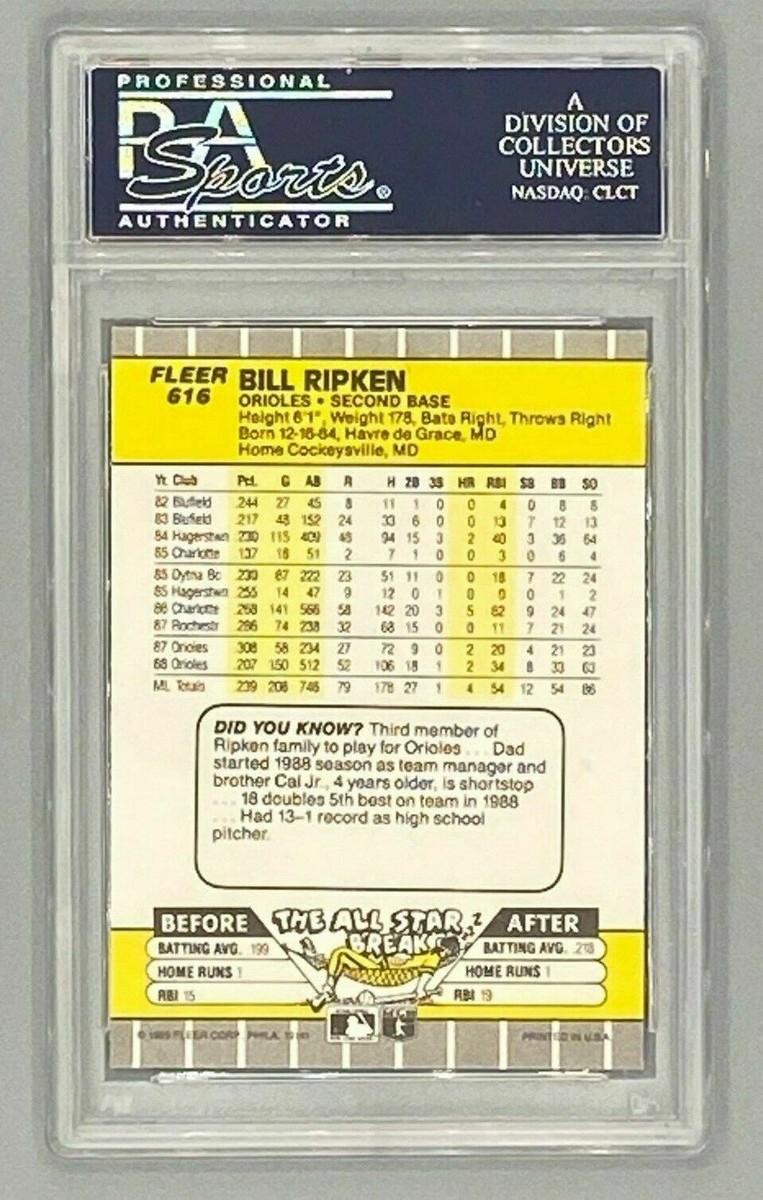 PROFESSIONAL
PSA
Sports®
AUTHENTICATOR
A
DIVISION OF
COLLECTORS
UNIVERSE
NASDAQ: CLCT
FLEER
616
BILL RIPKEN
ORIOLES • SECOND BASE
Height 6'1", Weight 178, Bats Right, Throws Right
Born 12-16-64, Havre de Grace, MD
Home Cockeysville, MD
Yr. Club Pct. G AB R H 2B 3B HR RBI SB BB SO
82 Bluefield .244 27 45 8 11 1 0 0 4 0 8 6
83 Bluefield .217 48 152 24 33 6 0 0 13 7 12 13
84 Hagerstwn .230 115 409 48 94 15 3 2 40 3 36 64
85 Charlotte .137 18 51 2 7 1 0 0 3 0 6 4
85 Dytna Bc .230 67 222 23 51 11 0 0 18 7 22 24
85 Hagerstwn .255 14 47 9 12 0 1 0 0 0 1 2
86 Charlotte .268 141 566 58 142 20 3 5 62 9 24 47
87 Rochestr .286 74 238 32 68 15 0 0 11 7 21 24
87 Orioles .308 58 234 27 72 9 0 2 20 4 21 23
88 Orioles .207 150 512 52 106 18 1 2 34 8 33 63
ML Totals .239 208 746 79 178 27 1 4 54 12 54 86
DID YOU KNOW? Third member of
Ripken family to play for Orioles ... Dad
started 1988 season as team manager and
brother Cal Jr., 4 years older, is shortstop
... 18 doubles 5th best on team in 1988
... Had 13-1 record as high school
pitcher.
BEFORE THE ALL STAR BREAK AFTER
BATTING AVG. .199 BATTING AVG. .218
HOME RUNS 1 HOME RUNS 1
RBI 15 RBI 19
© 1989 FLEER CORP. PHILA. PRINTED IN U.S.A.